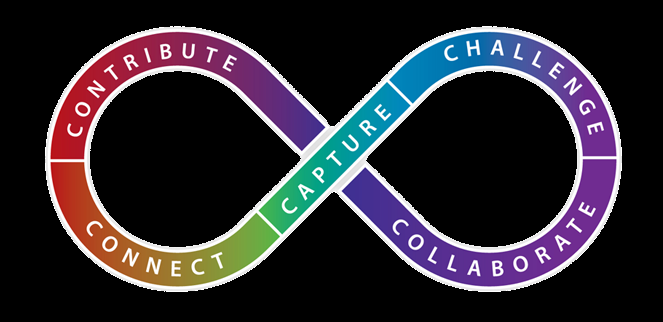 CONTRIBUTE
CHALLENGE
CAPTURE
CONNECT
COLLABORATE